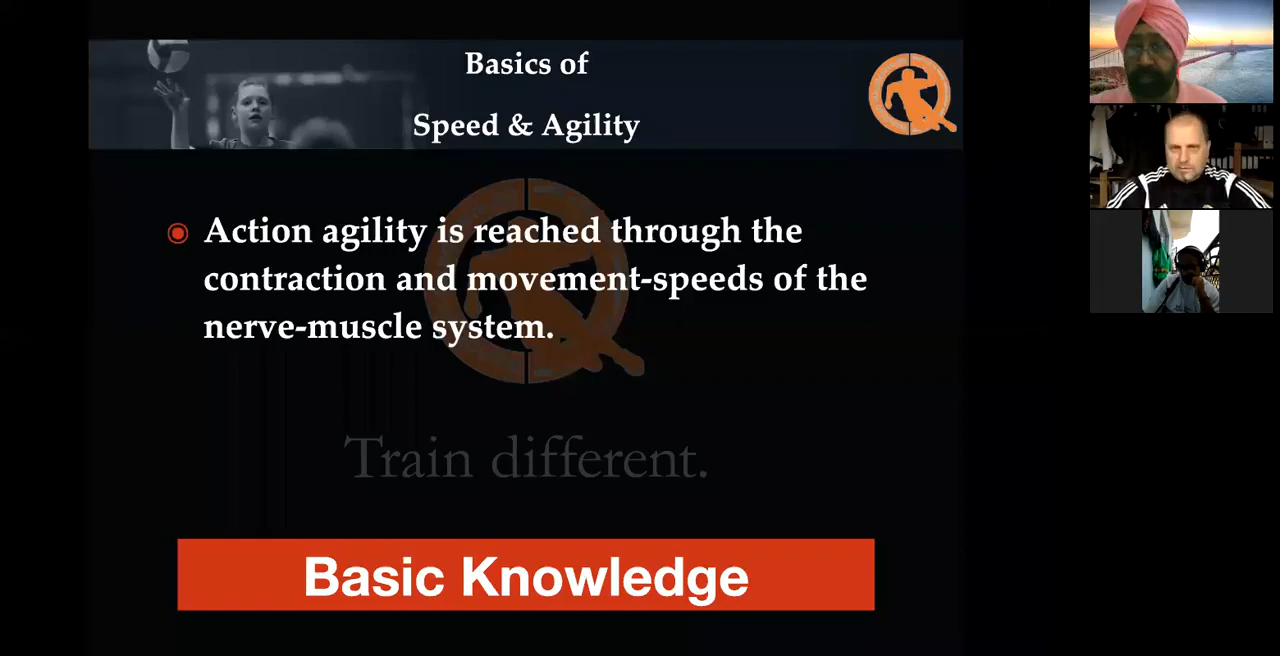 Basics of
Speed & Agility
Action agility is reached through the
contraction and movement-speeds of the
nerve-muscle system.
Train different.
Basic Knowledge